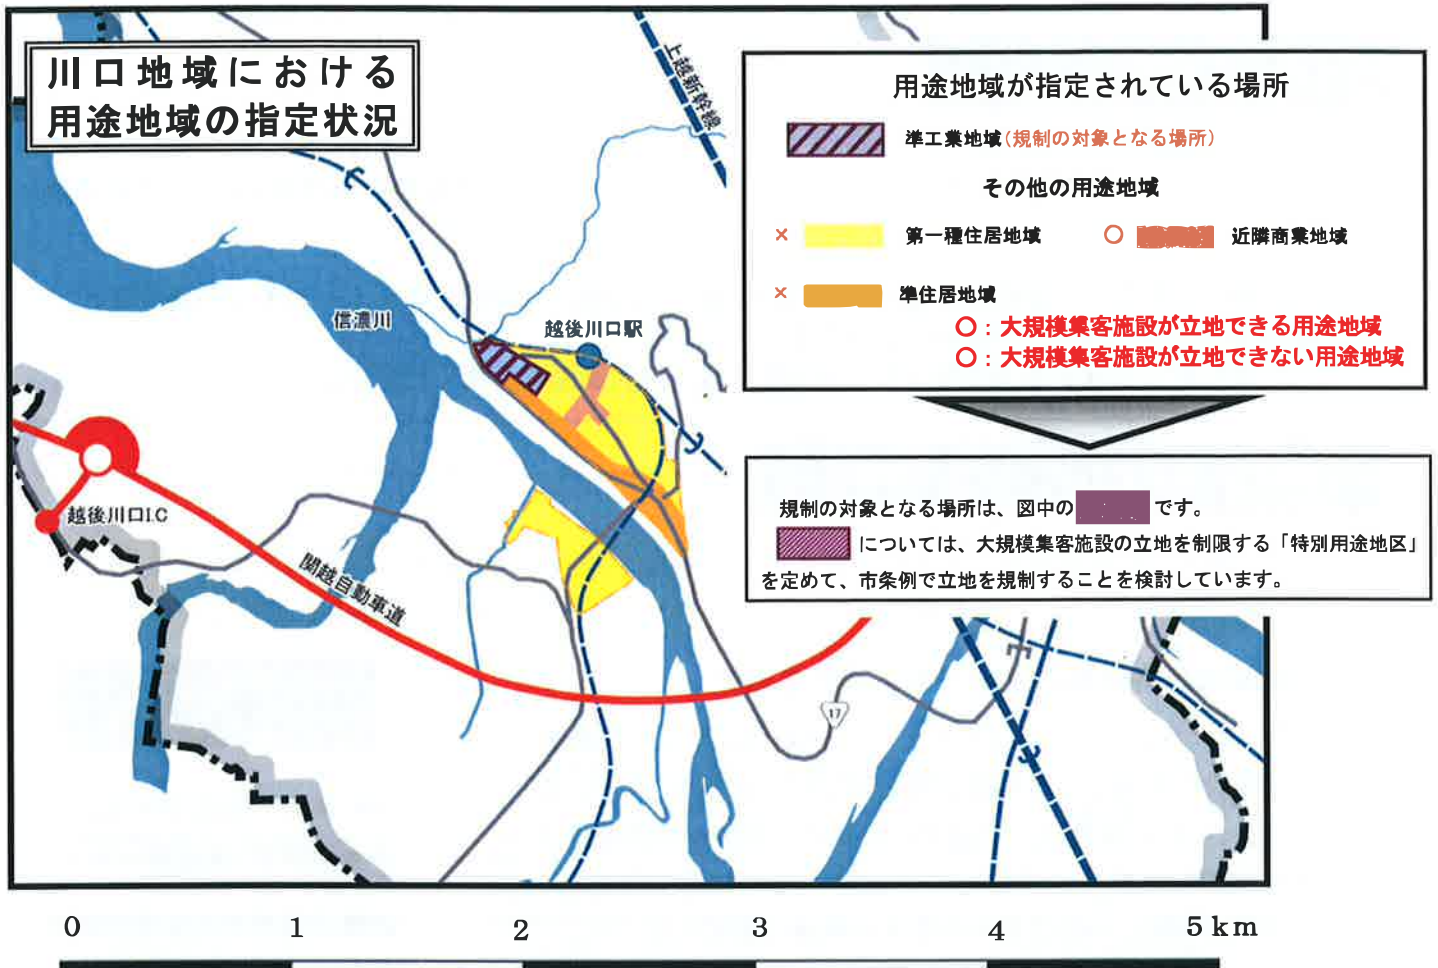 川口地域における
用途地域の指定状況
上越新幹線
用途地域が指定されている場所
準工業地域(規制の対象となる場所)
その他の用途地域
× 第一種住居地域 ○ 近隣商業地域
× 準住居地域
○：大規模集客施設が立地できる用途地域
○：大規模集客施設が立地できない用途地域
信濃川
越後川口駅
越後川口I.C
関越自動車道
規制の対象となる場所は、図中の です。
については、大規模集客施設の立地を制限する「特別用途地区」
を定めて、市条例で立地を規制することを検討しています。
17
0 1 2 3 4 5km